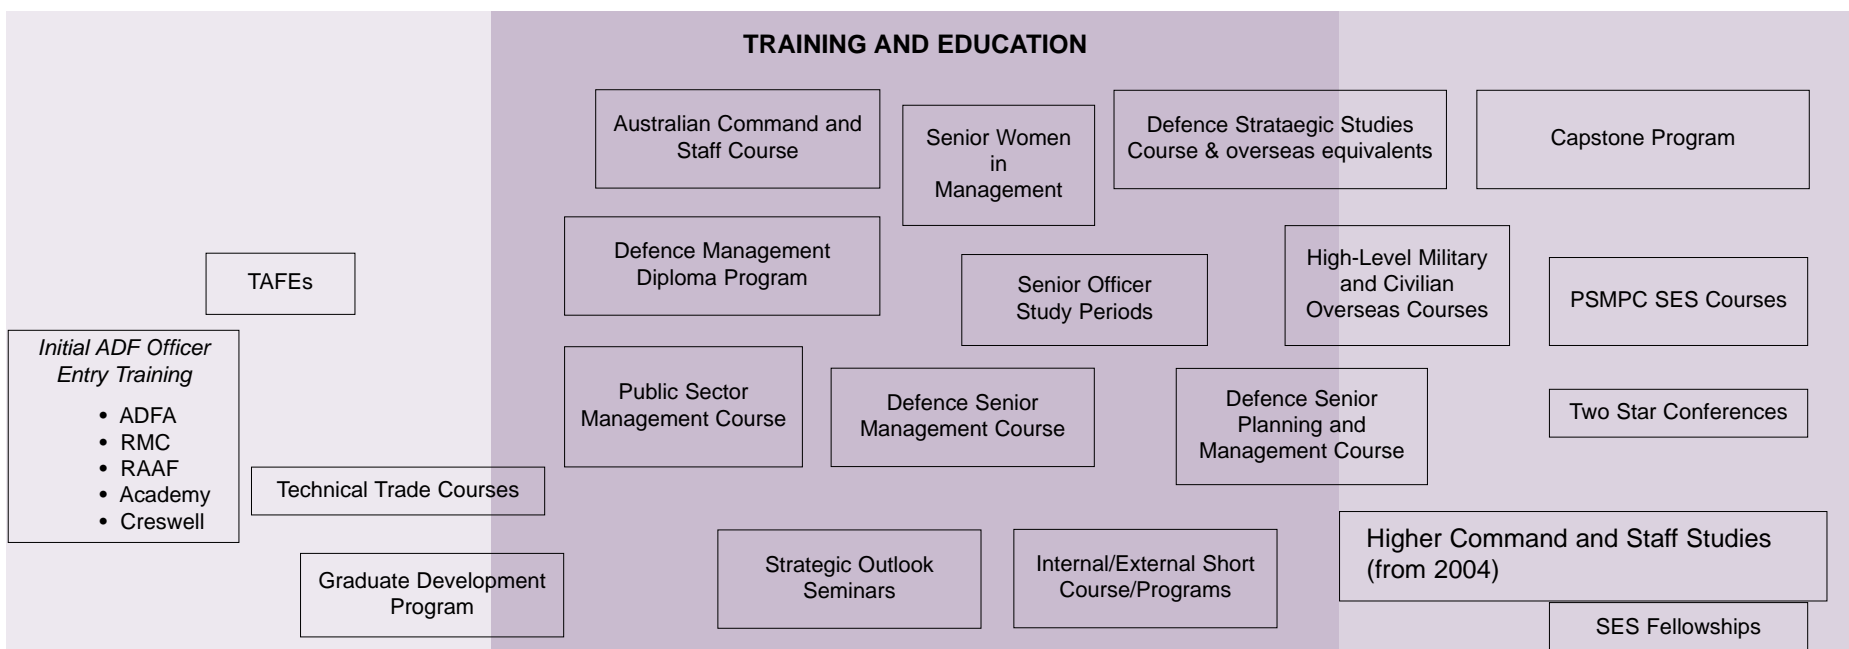 TRAINING AND EDUCATION
Australian Command and
Staff Course
Senior Women
in
Management
Defence Strataegic Studies
Course & overseas equivalents
Capstone Program
TAFEs
Defence Management
Diploma Program
Senior Officer
Study Periods
High-Level Military
and Civilian
Overseas Courses
PSMPC SES Courses
Initial ADF Officer
Entry Training
• ADFA
• RMC
• RAAF
• Academy
• Creswell
Public Sector
Management Course
Defence Senior
Management Course
Defence Senior
Planning and
Management Course
Two Star Conferences
Technical Trade Courses
Graduate Development
Program
Strategic Outlook
Seminars
Internal/External Short
Course/Programs
Higher Command and Staff Studies
(from 2004)
SES Fellowships